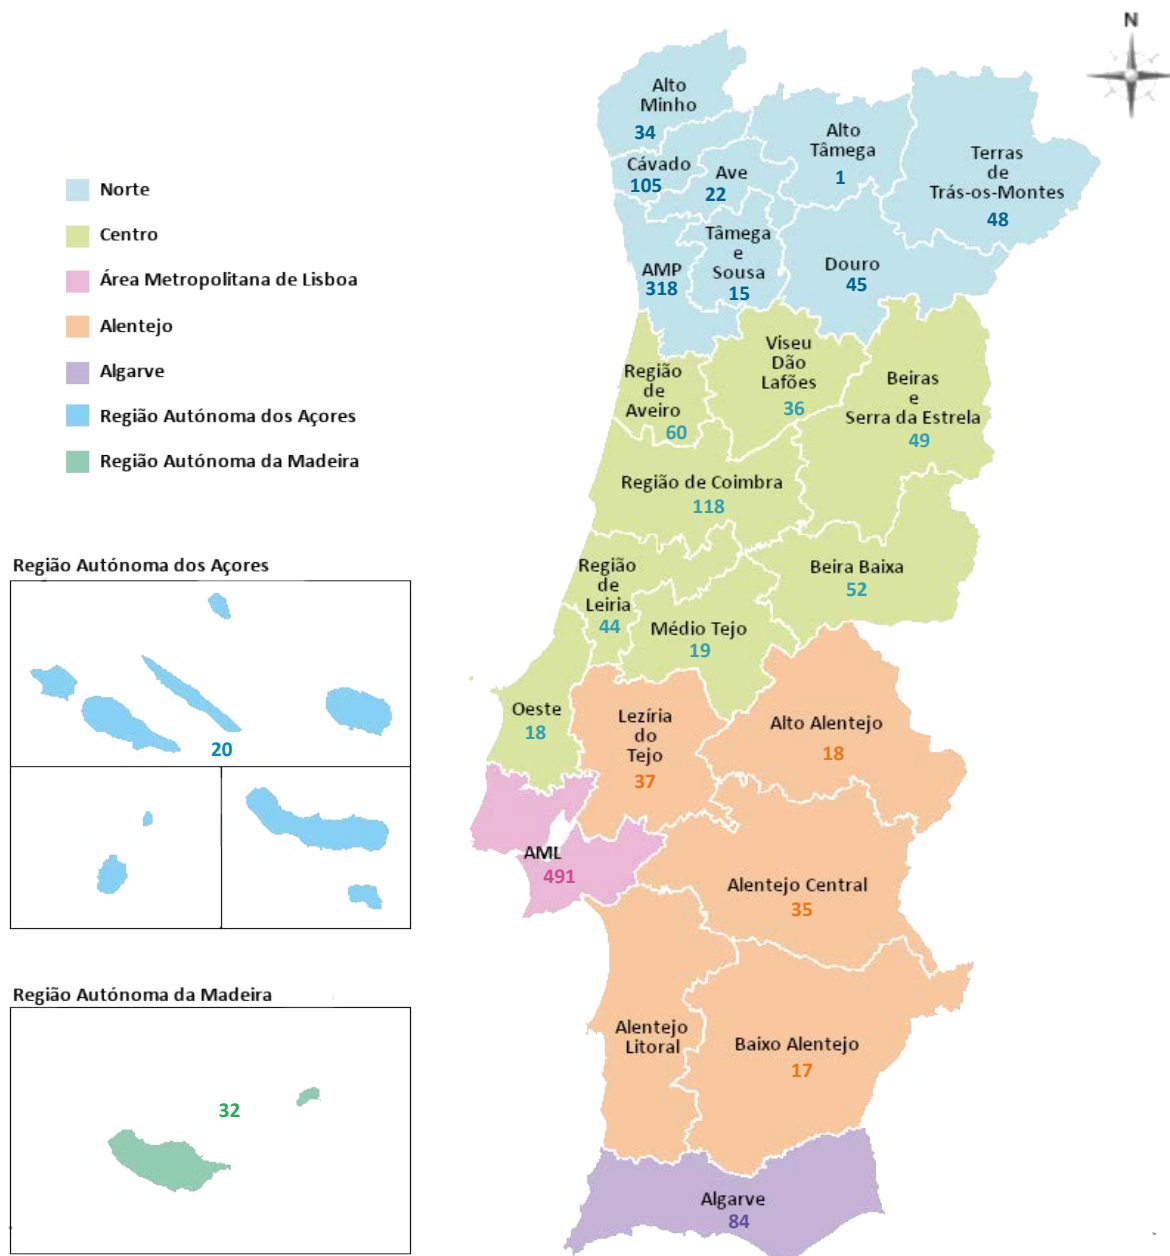 N
Norte
Centro
Área Metropolitana de Lisboa
Alentejo
Algarve
Região Autónoma dos Açores
Região Autónoma da Madeira
Alto
Minho
34
Cávado
105
Ave
22
Alto
Tâmega
1
Terras
de
Trás-os-Montes
48
AMP
318
Tâmega
e
Sousa
15
Douro
45
Região
de
Aveiro
60
Viseu
Dão
Lafões
36
Beiras
e
Serra da Estrela
49
Região de Coimbra
118
Região
de
Leiria
44
Médio Tejo
19
Beira Baixa
52
Oeste
18
Lezíria
do
Tejo
37
Alto Alentejo
18
AML
491
Alentejo Central
35
Alentejo
Litoral
Baixo Alentejo
17
Algarve
84
Região Autónoma dos Açores
20
Região Autónoma da Madeira
32